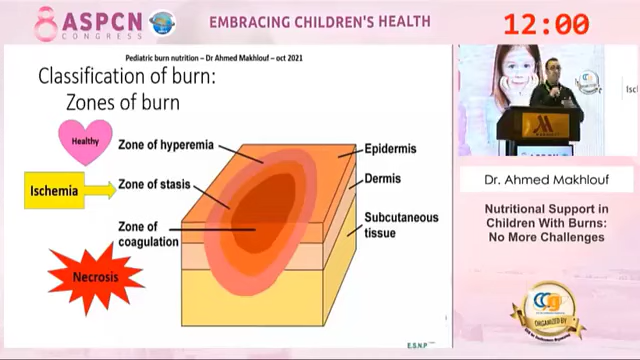 8 ASPCN
CONGRESS
EMBRACING CHILDREN'S HEALTH
12:00
Pediatric burn nutrition – Dr Ahmed Makhlouf – oct 2021
Classification of burn:
Zones of burn
Healthy
Zone of hyperemia
Ischemia
Zone of stasis
Zone of
coagulation
Necrosis
Epidermis
Dermis
Subcutaneous
tissue
E.S.N.P
Dr. Ahmed Makhlouf
Nutritional Support in
Children With Burns:
No More Challenges
ORGANIZED BY